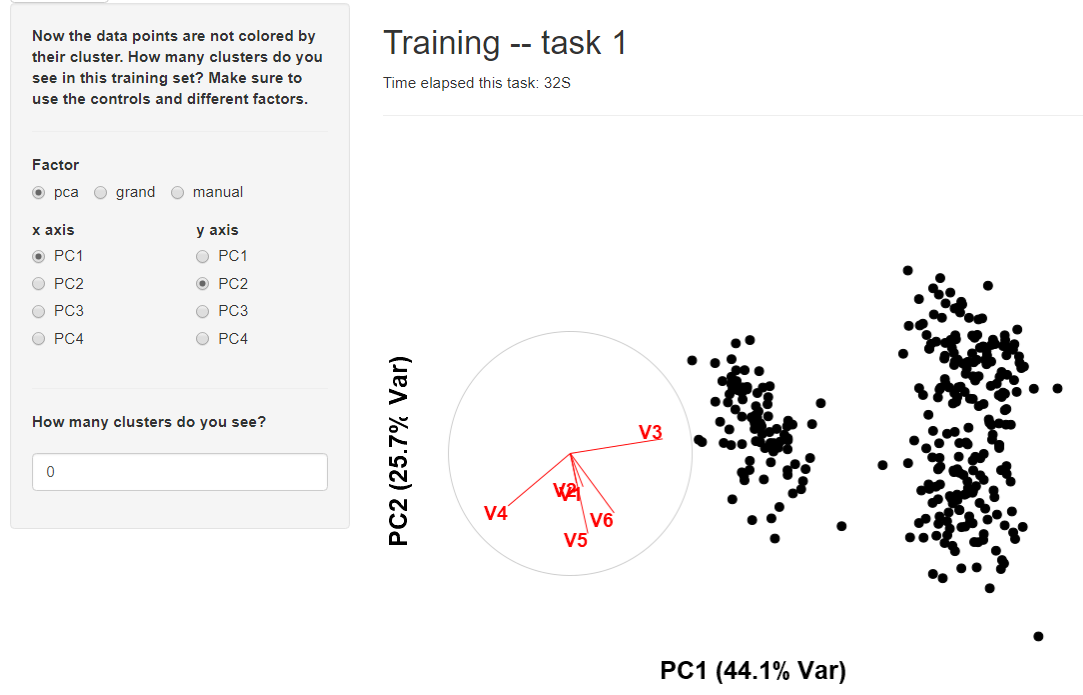 Now the data points are not colored by
their cluster. How many clusters do you
see in this training set? Make sure to
use the controls and different factors.
Factor
pca grand manual
x axis y axis
PC1 PC1
PC2 PC2
PC3 PC3
PC4 PC4
How many clusters do you see?
0
Training -- task 1
Time elapsed this task: 32S
PC2 (25.7% Var)
V3
V2
V1
V4
V6
V5
PC1 (44.1% Var)